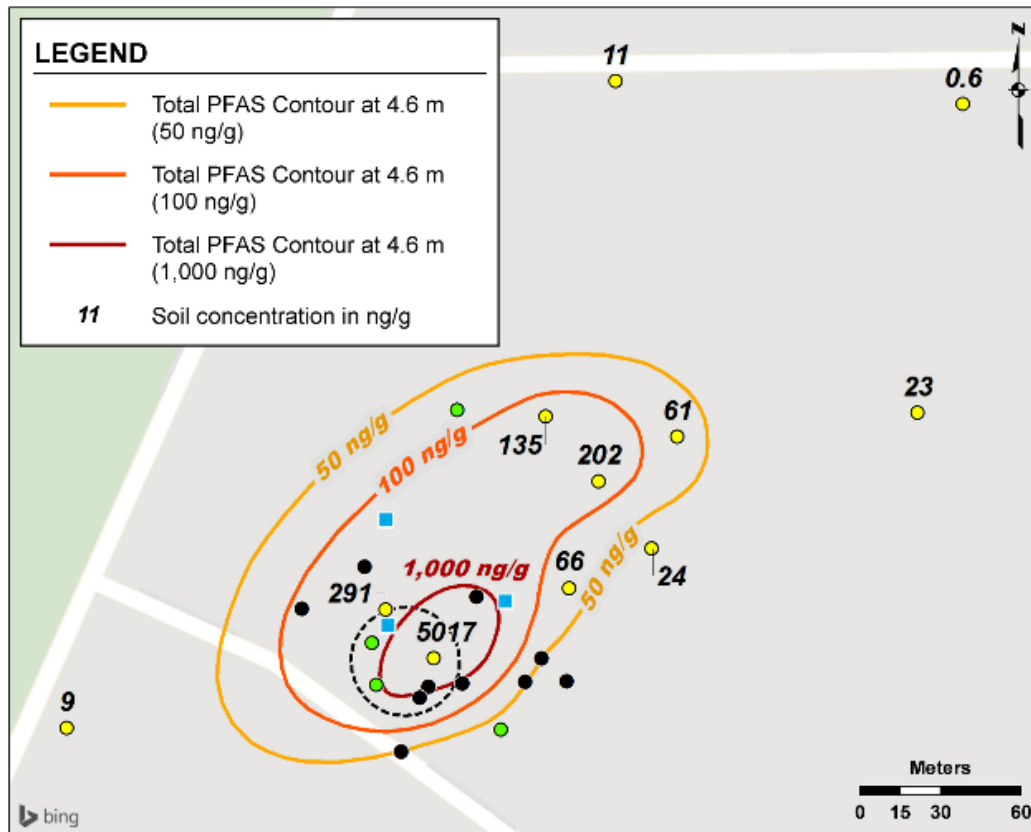 LEGEND
Total PFAS Contour at 4.6 m
(50 ng/g)
Total PFAS Contour at 4.6 m
(100 ng/g)
Total PFAS Contour at 4.6 m
(1,000 ng/g)
11 Soil concentration in ng/g
N
11
0.6
23
61
135
202
50 ng/g
100 ng/g
50 ng/g
24
66
1,000 ng/g
291
5017
9
Meters
0 15 30 60
bing